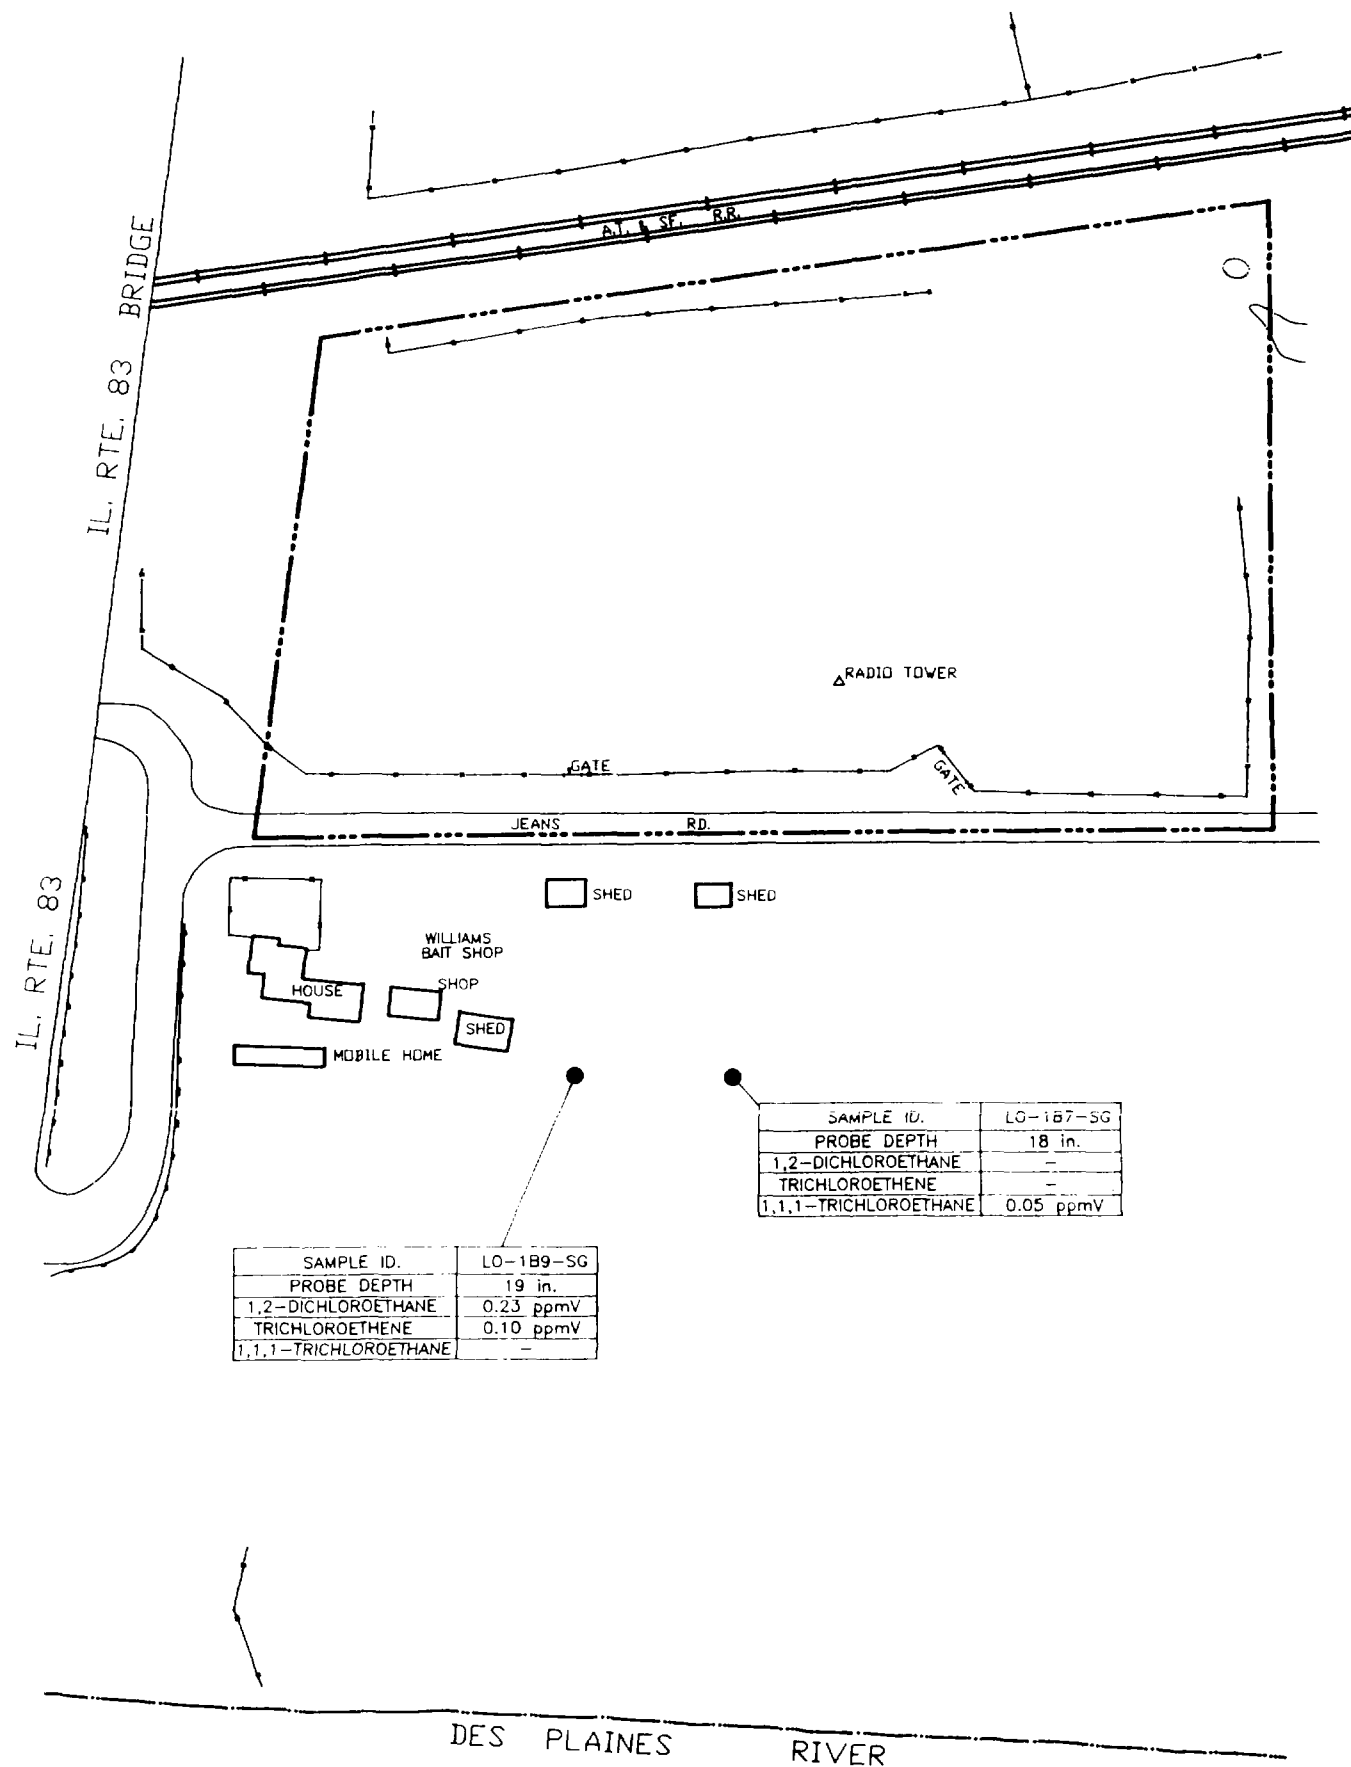 A.T. & SF. R.R.
IL. RTE. 83 BRIDGE
RADIO TOWER
GATE
GATE
JEANS RD.
IL. RTE. 83
SHED
SHED
WILLIAMS
BAIT SHOP
SHOP
HOUSE
SHED
MOBILE HOME
SAMPLE ID. LO-1B7-SG
PROBE DEPTH 18 in.
1,2-DICHLOROETHANE -
TRICHLOROETHENE -
1,1,1-TRICHLOROETHANE 0.05 ppmV
SAMPLE ID. LO-1B9-SG
PROBE DEPTH 19 in.
1,2-DICHLOROETHANE 0.23 ppmV
TRICHLOROETHENE 0.10 ppmV
1,1,1-TRICHLOROETHANE -
DES PLAINES RIVER